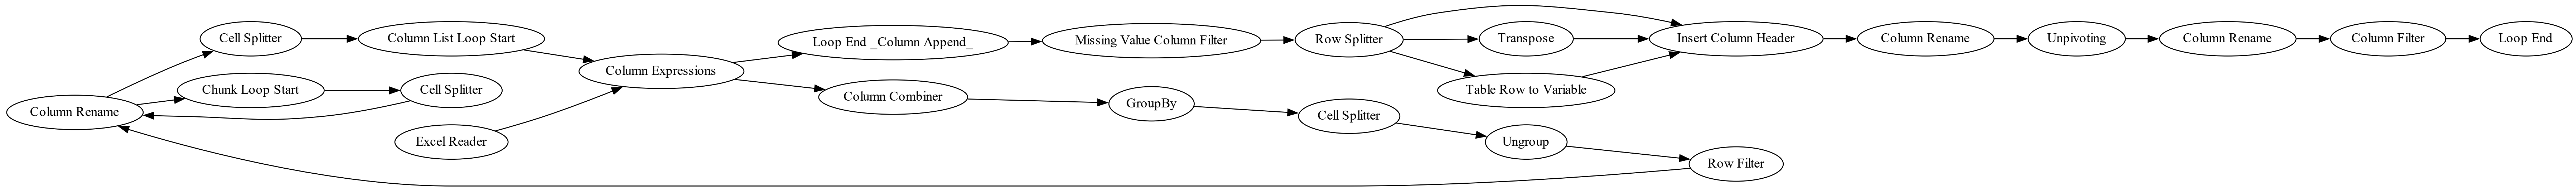 Cell Splitter
Column List Loop Start
Loop End _Column Append_
Missing Value Column Filter
Row Splitter
Transpose
Insert Column Header
Column Rename
Unpivoting
Column Rename
Column Filter
Loop End
Column Expressions
Chunk Loop Start
Cell Splitter
Table Row to Variable
Column Combiner
GroupBy
Column Rename
Cell Splitter
Excel Reader
Ungroup
Row Filter